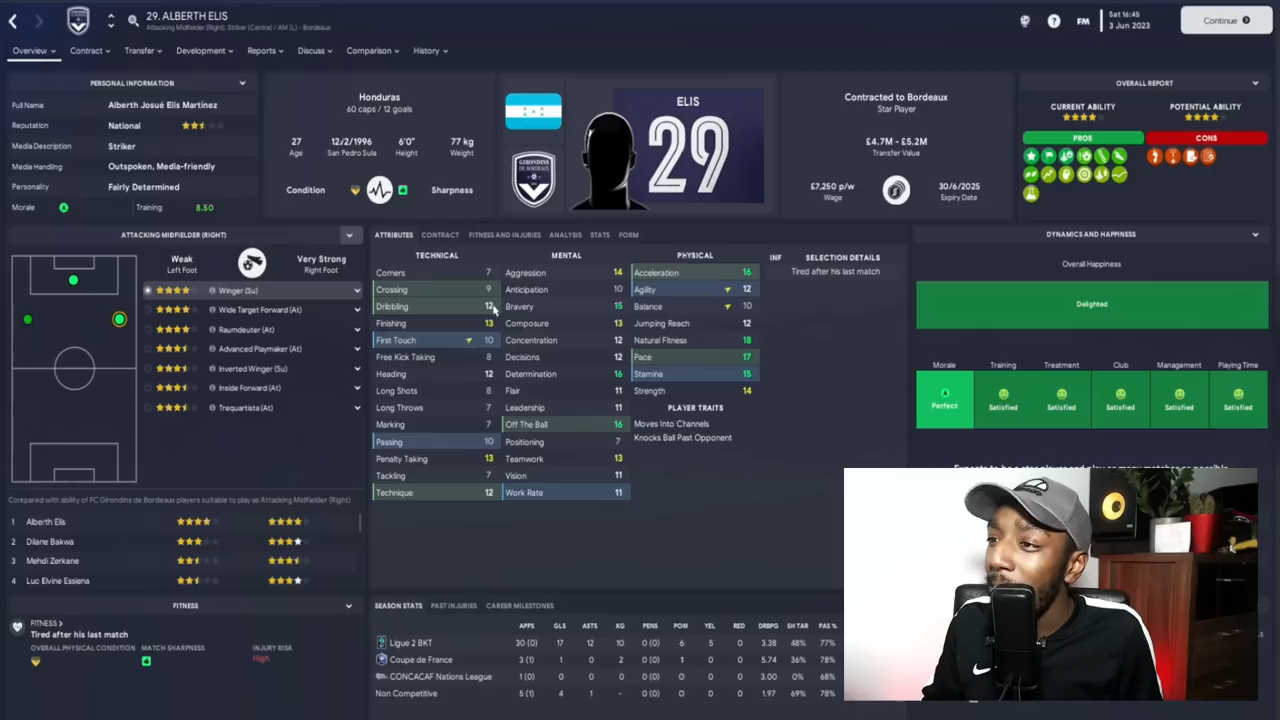 29. ALBERTH ELIS
Attacking Midfielder (Right), Striker (Centre) / AM (L) - Bordeaux
FM
Sat 16:45
3 Jun 2023
Continue
Overview
Contract
Transfer
Development
Reports
Discuss
Comparison
History
PERSONAL INFORMATION
Full Name Alberth Josué Elis Martínez
Reputation National
Media Description Striker
Media Handling Outspoken, Media-friendly
Personality Fairly Determined
Morale
Training 8.50
Honduras
60 caps / 12 goals
27 12/2/1996 6'0" 77 kg
Age San Pedro Sula Height Weight
Condition Sharpness
ELIS
29
GIRONDINS
DE BORDEAUX
Contracted to Bordeaux
Star Player
£4.7M - £5.2M
Transfer Value
£7,250 p/w
Wage
30/6/2025
Expiry Date
OVERALL REPORT
CURRENT ABILITY POTENTIAL ABILITY
PROS CONS
ATTACKING MIDFIELDER (RIGHT)
Weak Very Strong
Left Foot Right Foot
Winger (Su)
Wide Target Forward (At)
Raumdeuter (At)
Advanced Playmaker (At)
Inverted Winger (Su)
Inside Forward (At)
Trequartista (At)
Compared with ability of FC Girondins de Bordeaux players suitable to play as Attacking Midfielder (Right)
1 Alberth Elis
2 Dilane Bakwa
3 Mehdi Zerkane
4 Luc Elvine Essiena
FITNESS
FITNESS >
Tired after his last match
OVERALL PHYSICAL CONDITION MATCH SHARPNESS INJURY RISK
High
ATTRIBUTES CONTRACT FITNESS AND INJURIES ANALYSIS STATS FORM
TECHNICAL MENTAL PHYSICAL
Corners 7 Aggression 14 Acceleration 16
Crossing 9 Anticipation 10 Agility 12
Dribbling 12 Bravery 15 Balance 10
Finishing 13 Composure 13 Jumping Reach 12
First Touch 10 Concentration 12 Natural Fitness 18
Free Kick Taking 8 Decisions 12 Pace 17
Heading 12 Determination 16 Stamina 15
Long Shots 8 Flair 11 Strength 14
Long Throws 7 Leadership 11 PLAYER TRAITS
Marking 7 Off The Ball 16 Moves Into Channels
Passing 10 Positioning 7 Knocks Ball Past Opponent
Penalty Taking 13 Teamwork 13
Tackling 7 Vision 11
Technique 12 Work Rate 11
INF SELECTION DETAILS
Tired after his last match
DYNAMICS AND HAPPINESS
Overall Happiness
Delighted
Morale Training Treatment Club Management Playing Time
Perfect Satisfied Satisfied Satisfied Satisfied Satisfied
SEASON STATS PAST INJURIES CAREER MILESTONES
APPS GLS ASTS XG PENS POM YEL RED DRBPG SH TAR PAS %
Ligue 2 BKT 30 (0) 17 12 10 0 (0) 6 5 0 3.38 48% 77%
Coupe de France 3 (1) 1 0 2 0 (0) 1 0 0 5.74 36% 78%
CONCACAF Nations League 1 (0) 0 0 0 0 (0) 0 0 0 3.00 0% 68%
Non Competitive 5 (1) 4 1 - 0 (0) 0 0 0 1.97 69% 78%